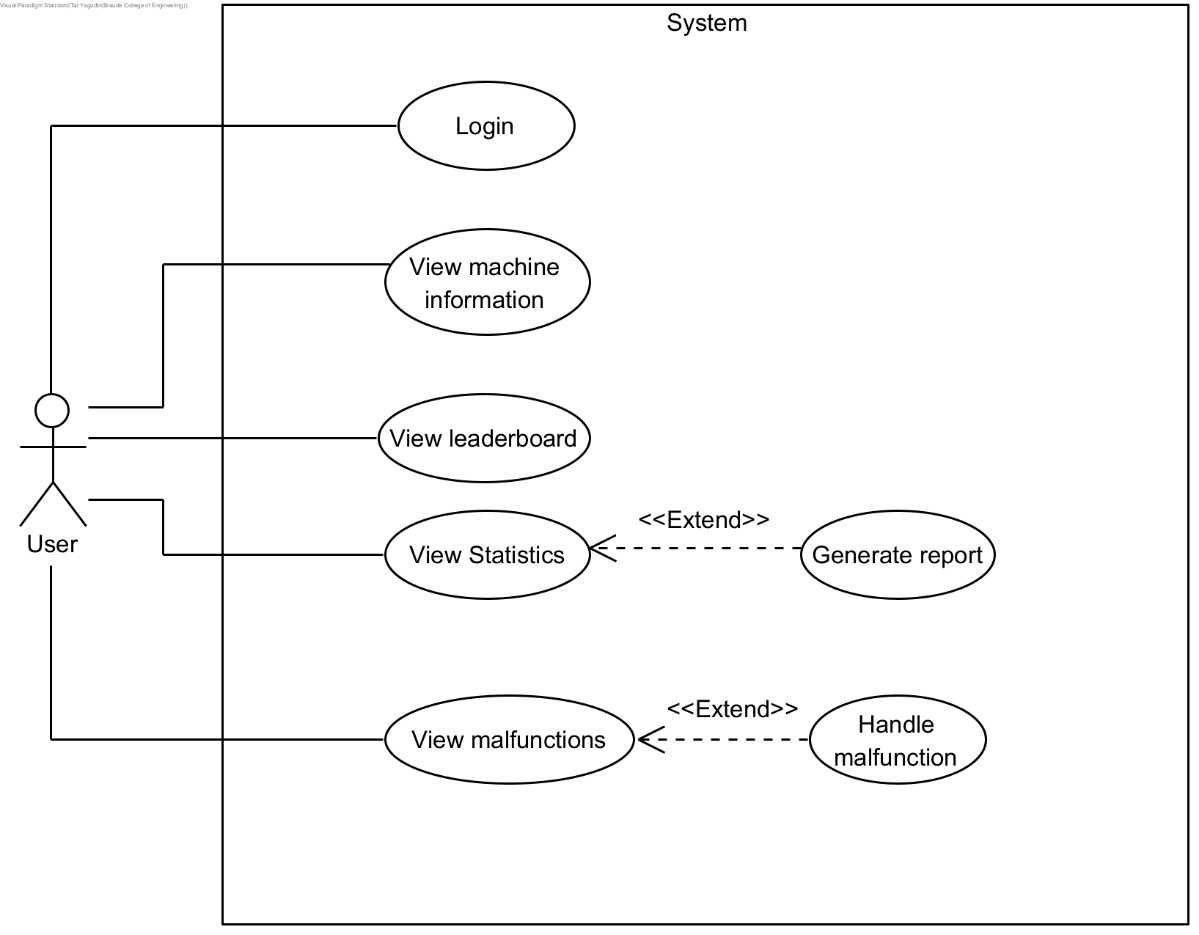 Visual Paradigm Standard(Tal Yagudin(Braude College of Engineering))
System
Login
View machine
information
View leaderboard
User
<<Extend>>
View Statistics
Generate report
<<Extend>>
View malfunctions
Handle
malfunction